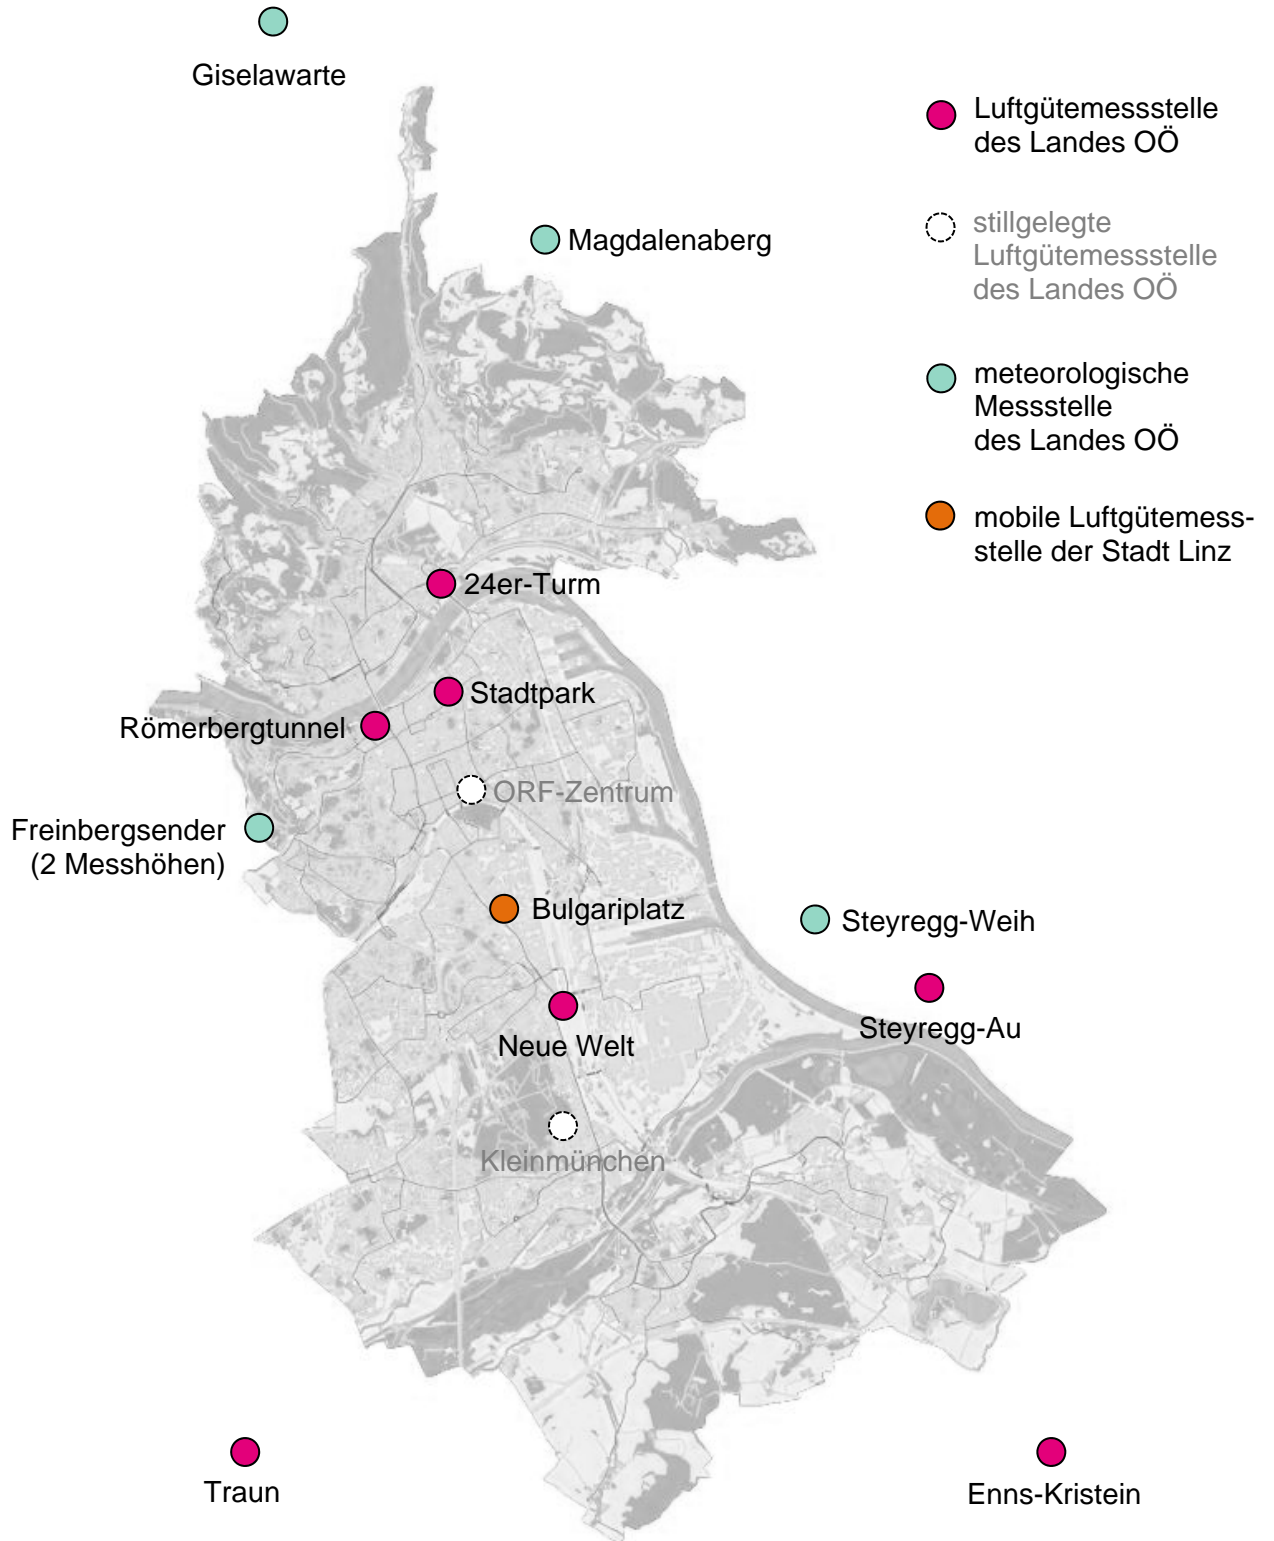 Giselawarte
Luftgütemessstelle
des Landes OÖ
stillgelegte
Luftgütemessstelle
des Landes OÖ
Magdalenaberg
meteorologische
Messstelle
des Landes OÖ
mobile Luftgütemess-
stelle der Stadt Linz
24er-Turm
Stadtpark
Römerbergtunnel
ORF-Zentrum
Freinbergsender
(2 Messhöhen)
Bulgariplatz
Steyregg-Weih
Steyregg-Au
Neue Welt
Kleinmünchen
Traun
Enns-Kristein